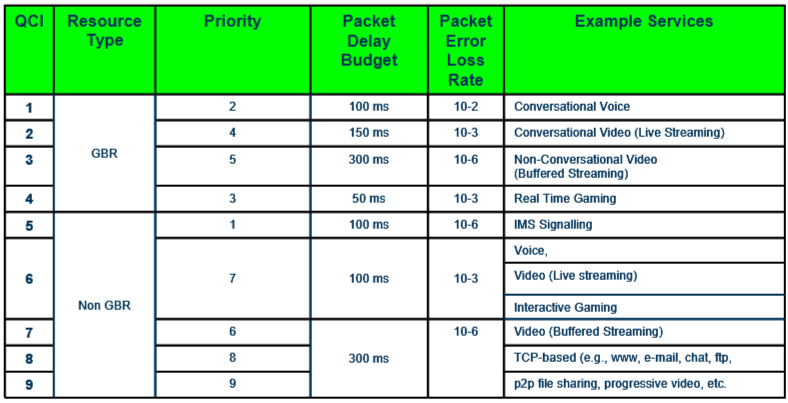 QCI Resource Type Priority Packet Delay Budget Packet Error Loss Rate Example Services
1 GBR 2 100 ms 10-2 Conversational Voice
2 4 150 ms 10-3 Conversational Video (Live Streaming)
3 5 300 ms 10-6 Non-Conversational Video
(Buffered Streaming)
4 3 50 ms 10-3 Real Time Gaming
5 Non GBR 1 100 ms 10-6 IMS Signalling
6 7 100 ms 10-3 Voice,
Video (Live streaming)
Interactive Gaming
7 6 300 ms 10-6 Video (Buffered Streaming)
8 8 TCP-based (e.g., www, e-mail, chat, ftp,
9 9 p2p file sharing, progressive video, etc.